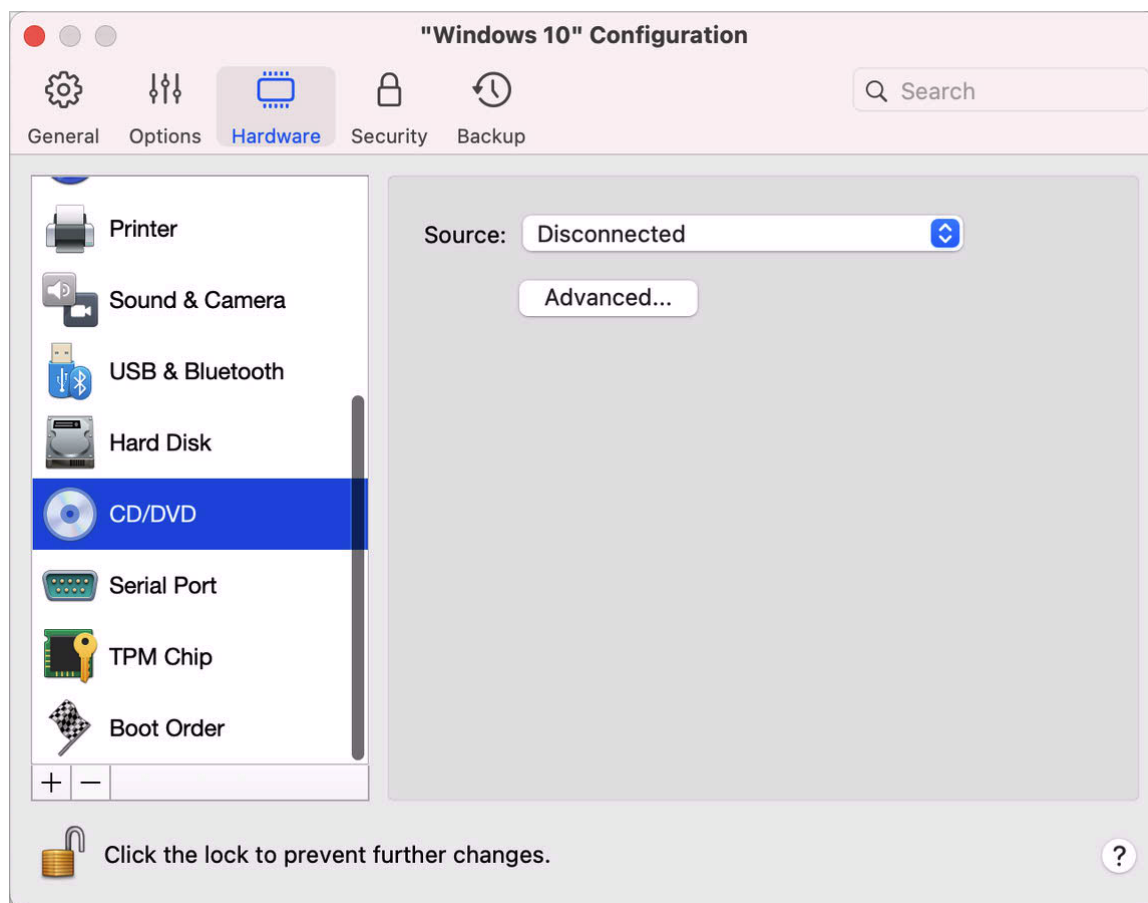 "Windows 10" Configuration
General Options Hardware Security Backup Search
Printer
Source: Disconnected
Sound & Camera
Advanced...
USB & Bluetooth
Hard Disk
CD/DVD
Serial Port
TPM Chip
Boot Order
+ −
Click the lock to prevent further changes. ?